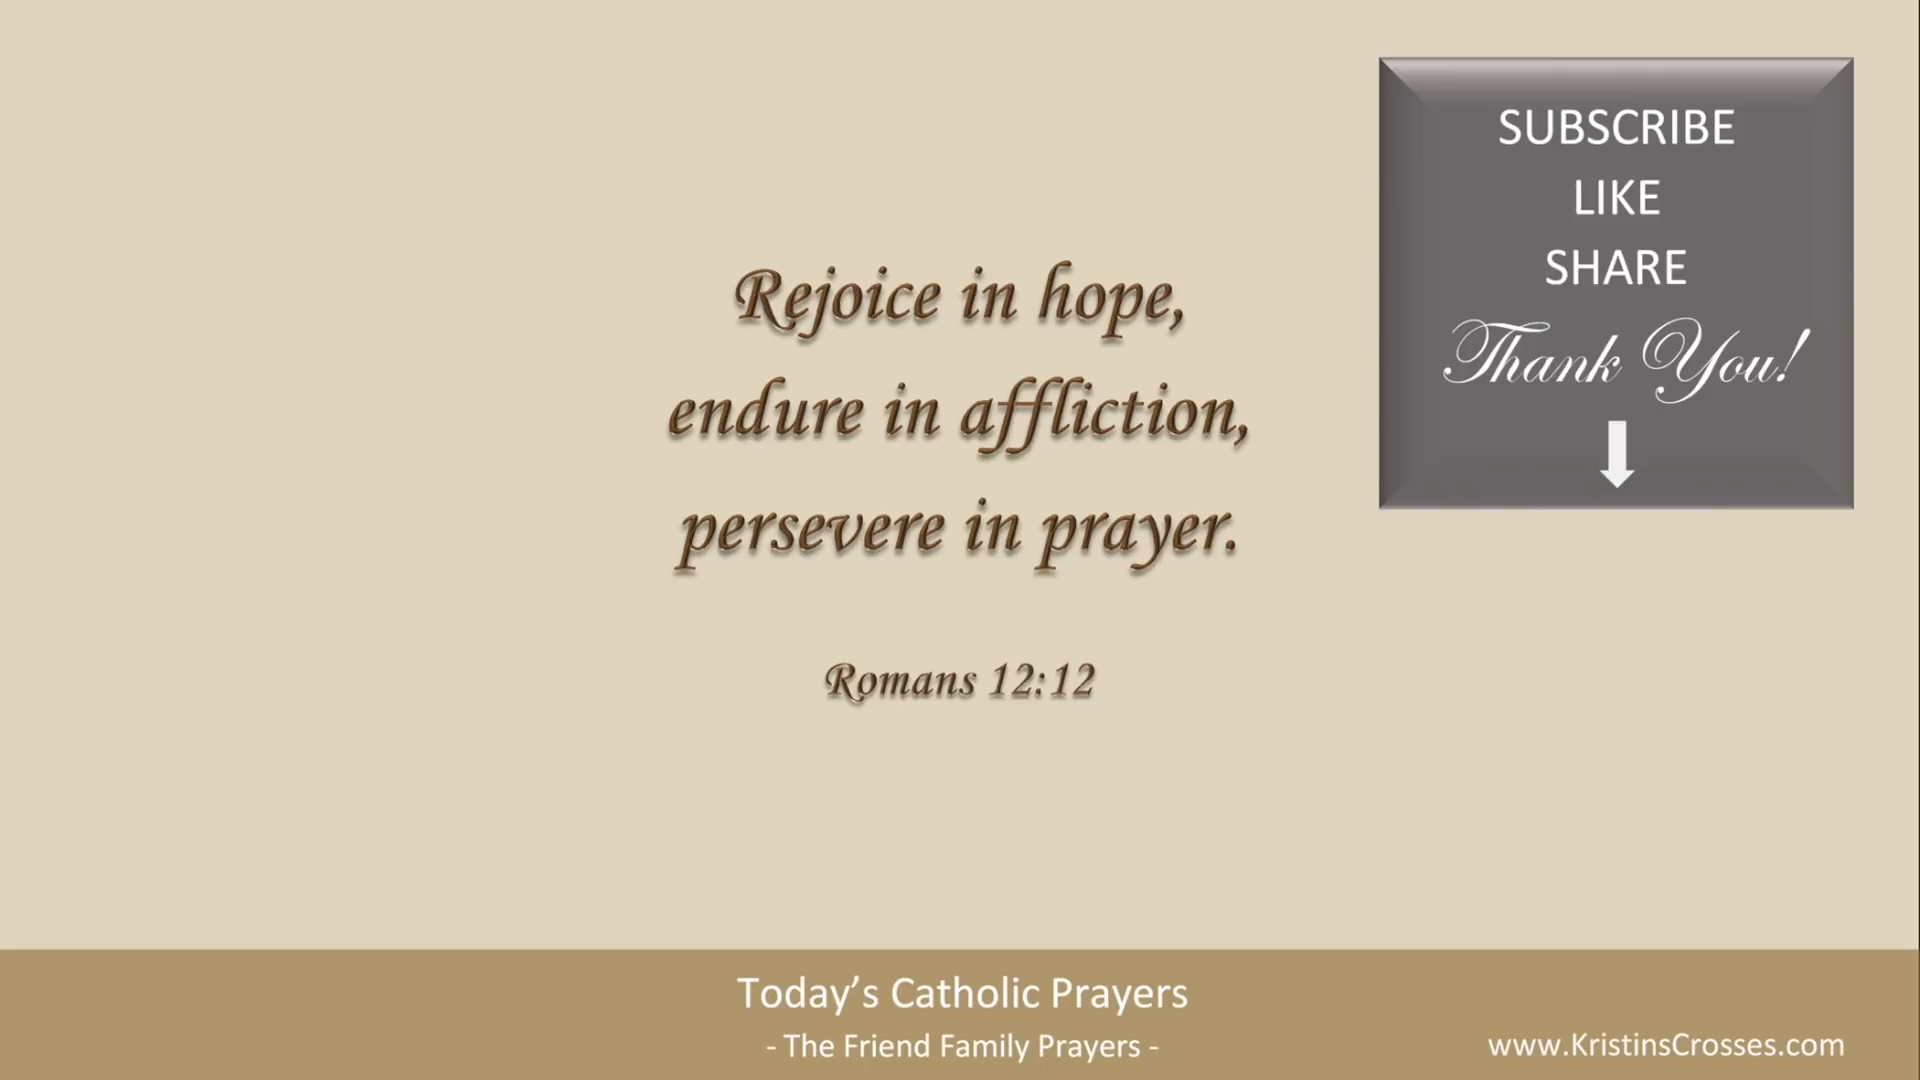 Rejoice in hope,
endure in affliction,
persevere in prayer.
Romans 12:12
SUBSCRIBE
LIKE
SHARE
Thank You!
Today’s Catholic Prayers
- The Friend Family Prayers -
www.KristinsCrosses.com